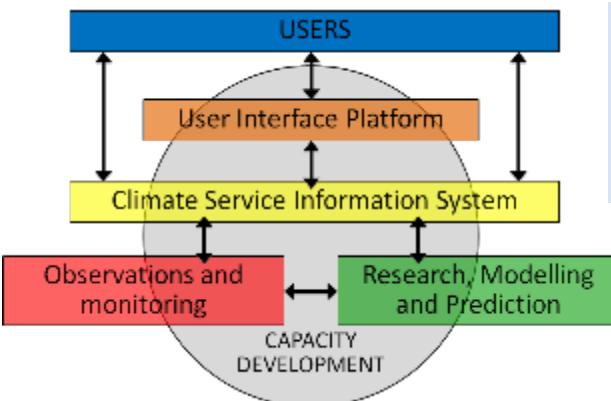 USERS
User Interface Platform
Climate Service Information System
Observations and
monitoring
Research, Modelling
and Prediction
CAPACITY
DEVELOPMENT